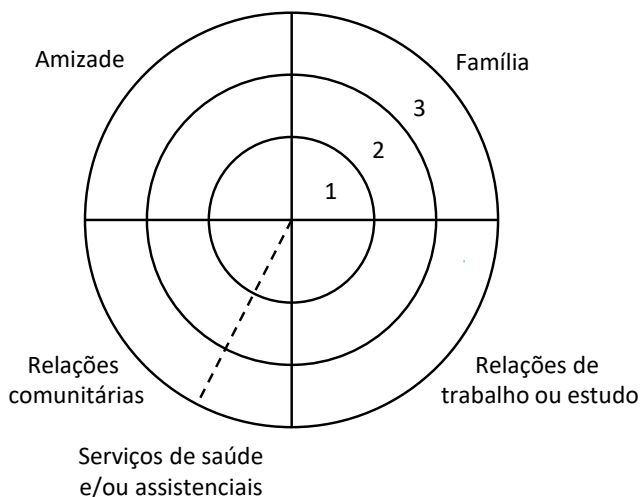 Amizade
Família
3
2
1
Relações
comunitárias
Relações de
trabalho ou estudo
Serviços de saúde
e/ou assistenciais